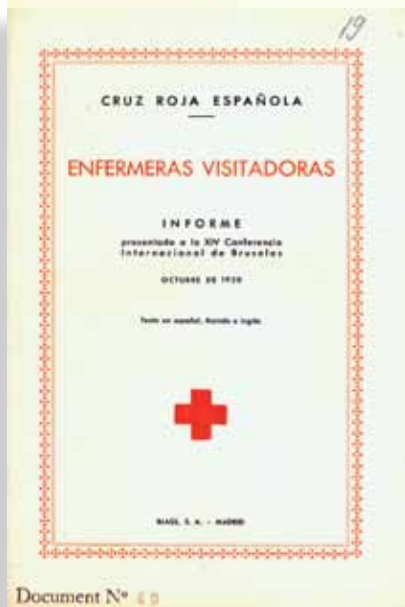 19
CRUZ ROJA ESPAÑOLA
ENFERMERAS VISITADORAS
INFORME
presentado a la XIV Conferencia
Internacional de Bruselas
OCTUBRE DE 1930
Texto en español, francés e inglés
S. A. - MADRID
Document Nº